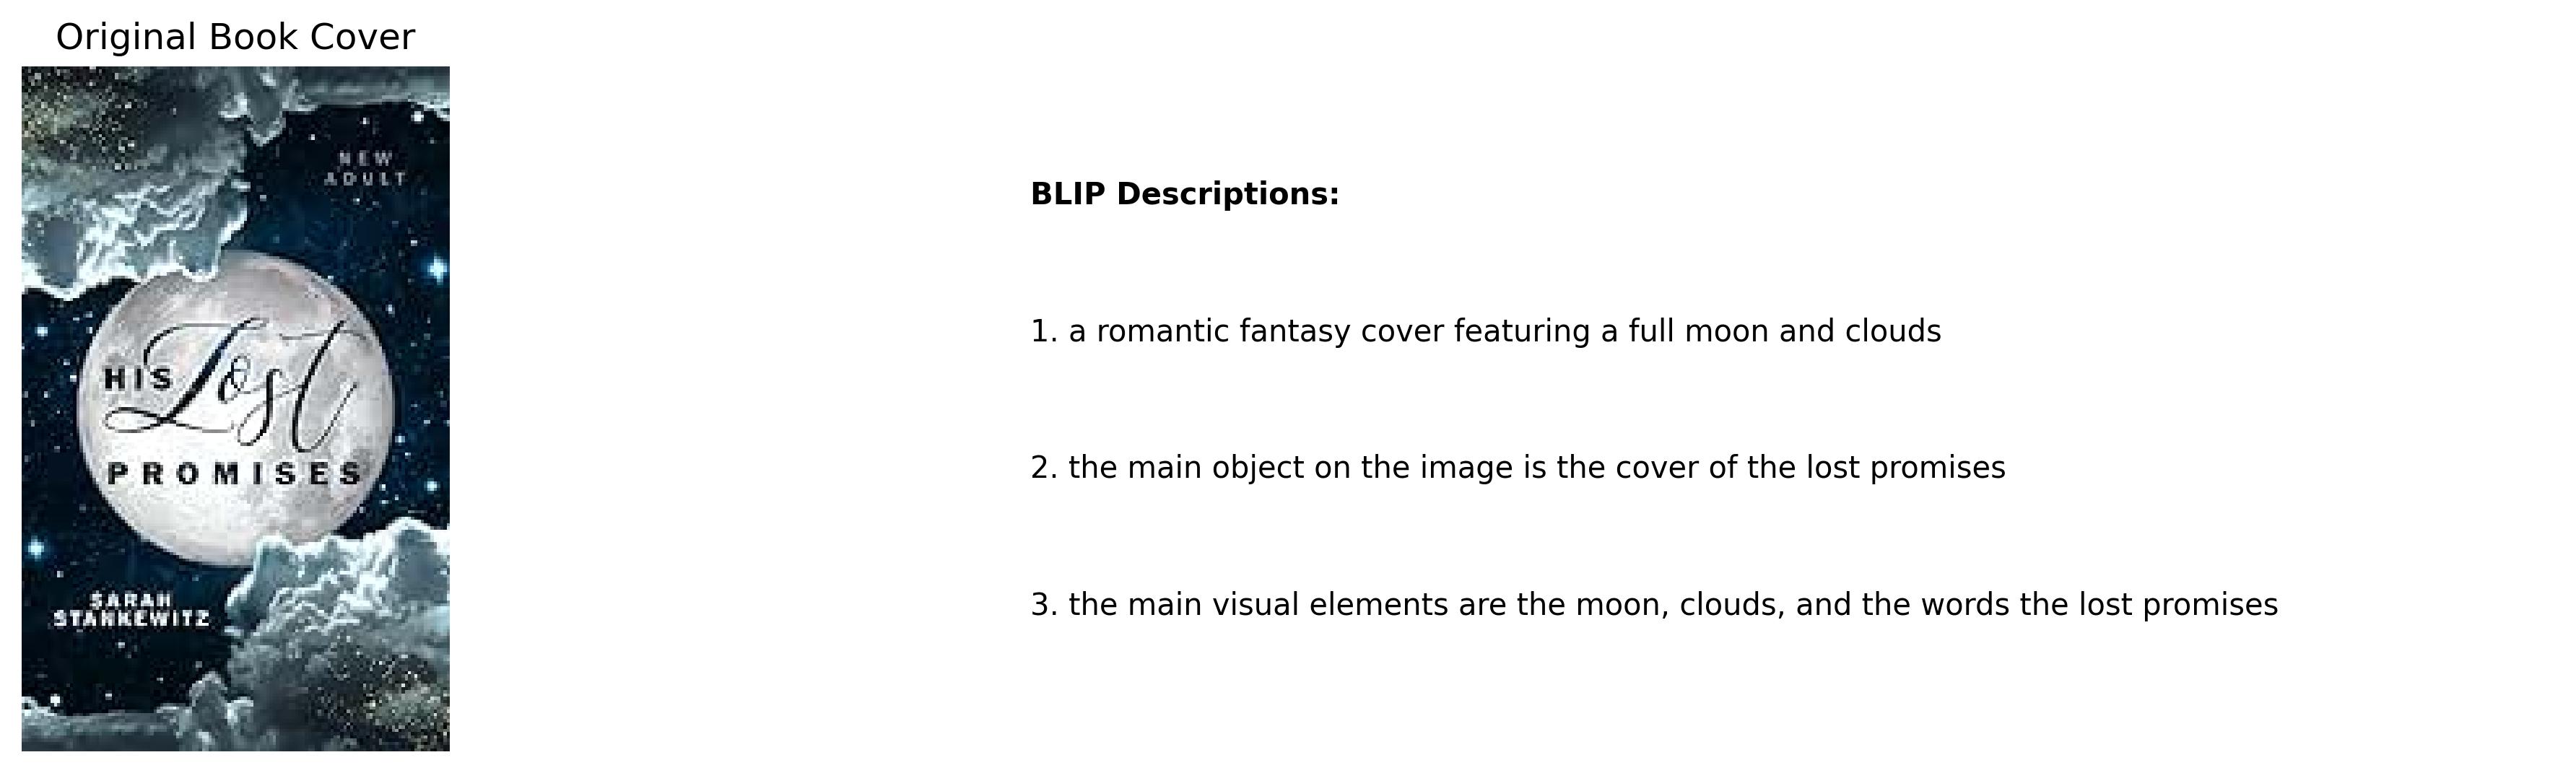 Original Book Cover
NEW
ADULT
HIS Lost
PROMISES
SARAH
STANKEWITZ
BLIP Descriptions:
1. a romantic fantasy cover featuring a full moon and clouds
2. the main object on the image is the cover of the lost promises
3. the main visual elements are the moon, clouds, and the words the lost promises